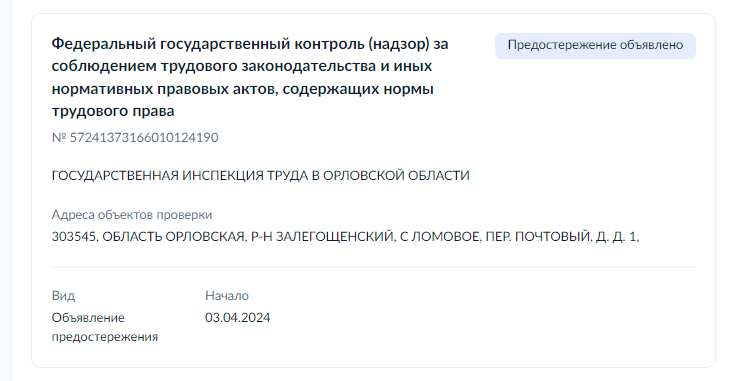 Федеральный государственный контроль (надзор) за
соблюдением трудового законодательства и иных
нормативных правовых актов, содержащих нормы
трудового права
Предостережение объявлено
№ 57241373166010124190
ГОСУДАРСТВЕННАЯ ИНСПЕКЦИЯ ТРУДА В ОРЛОВСКОЙ ОБЛАСТИ
Адреса объектов проверки
303545, ОБЛАСТЬ ОРЛОВСКАЯ, Р-Н ЗАЛЕГОЩЕНСКИЙ, С ЛОМОВОЕ, ПЕР. ПОЧТОВЫЙ, Д. Д. 1,
Вид
Объявление
предостережения
Начало
03.04.2024